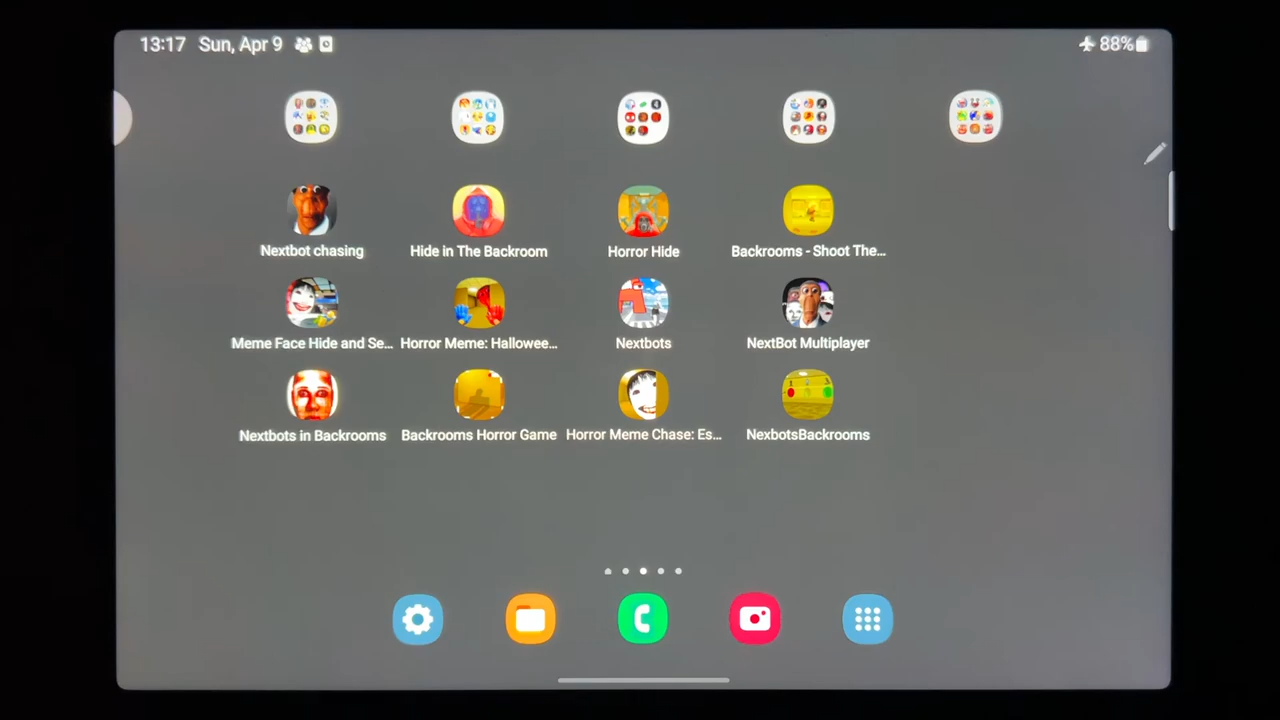 13:17 Sun, Apr 9 88%
Nextbot chasing Hide in The Backroom Horror Hide Backrooms - Shoot The...
Meme Face Hide and Se... Horror Meme: Hallowee... Nextbots NextBot Multiplayer
Nextbots in Backrooms Backrooms Horror Game Horror Meme Chase: Es... NexbotsBackrooms